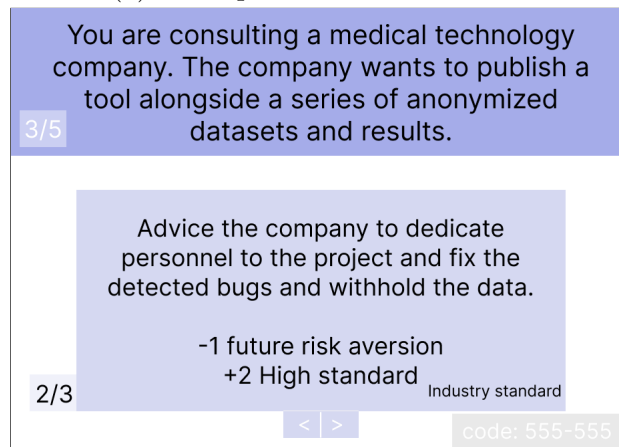 You are consulting a medical technology
company. The company wants to publish a
tool alongside a series of anonymized
datasets and results.
3/5
Advice the company to dedicate
personnel to the project and fix the
detected bugs and withhold the data.
-1 future risk aversion
+2 High standard
Industry standard
2/3
< >
code: 555-555